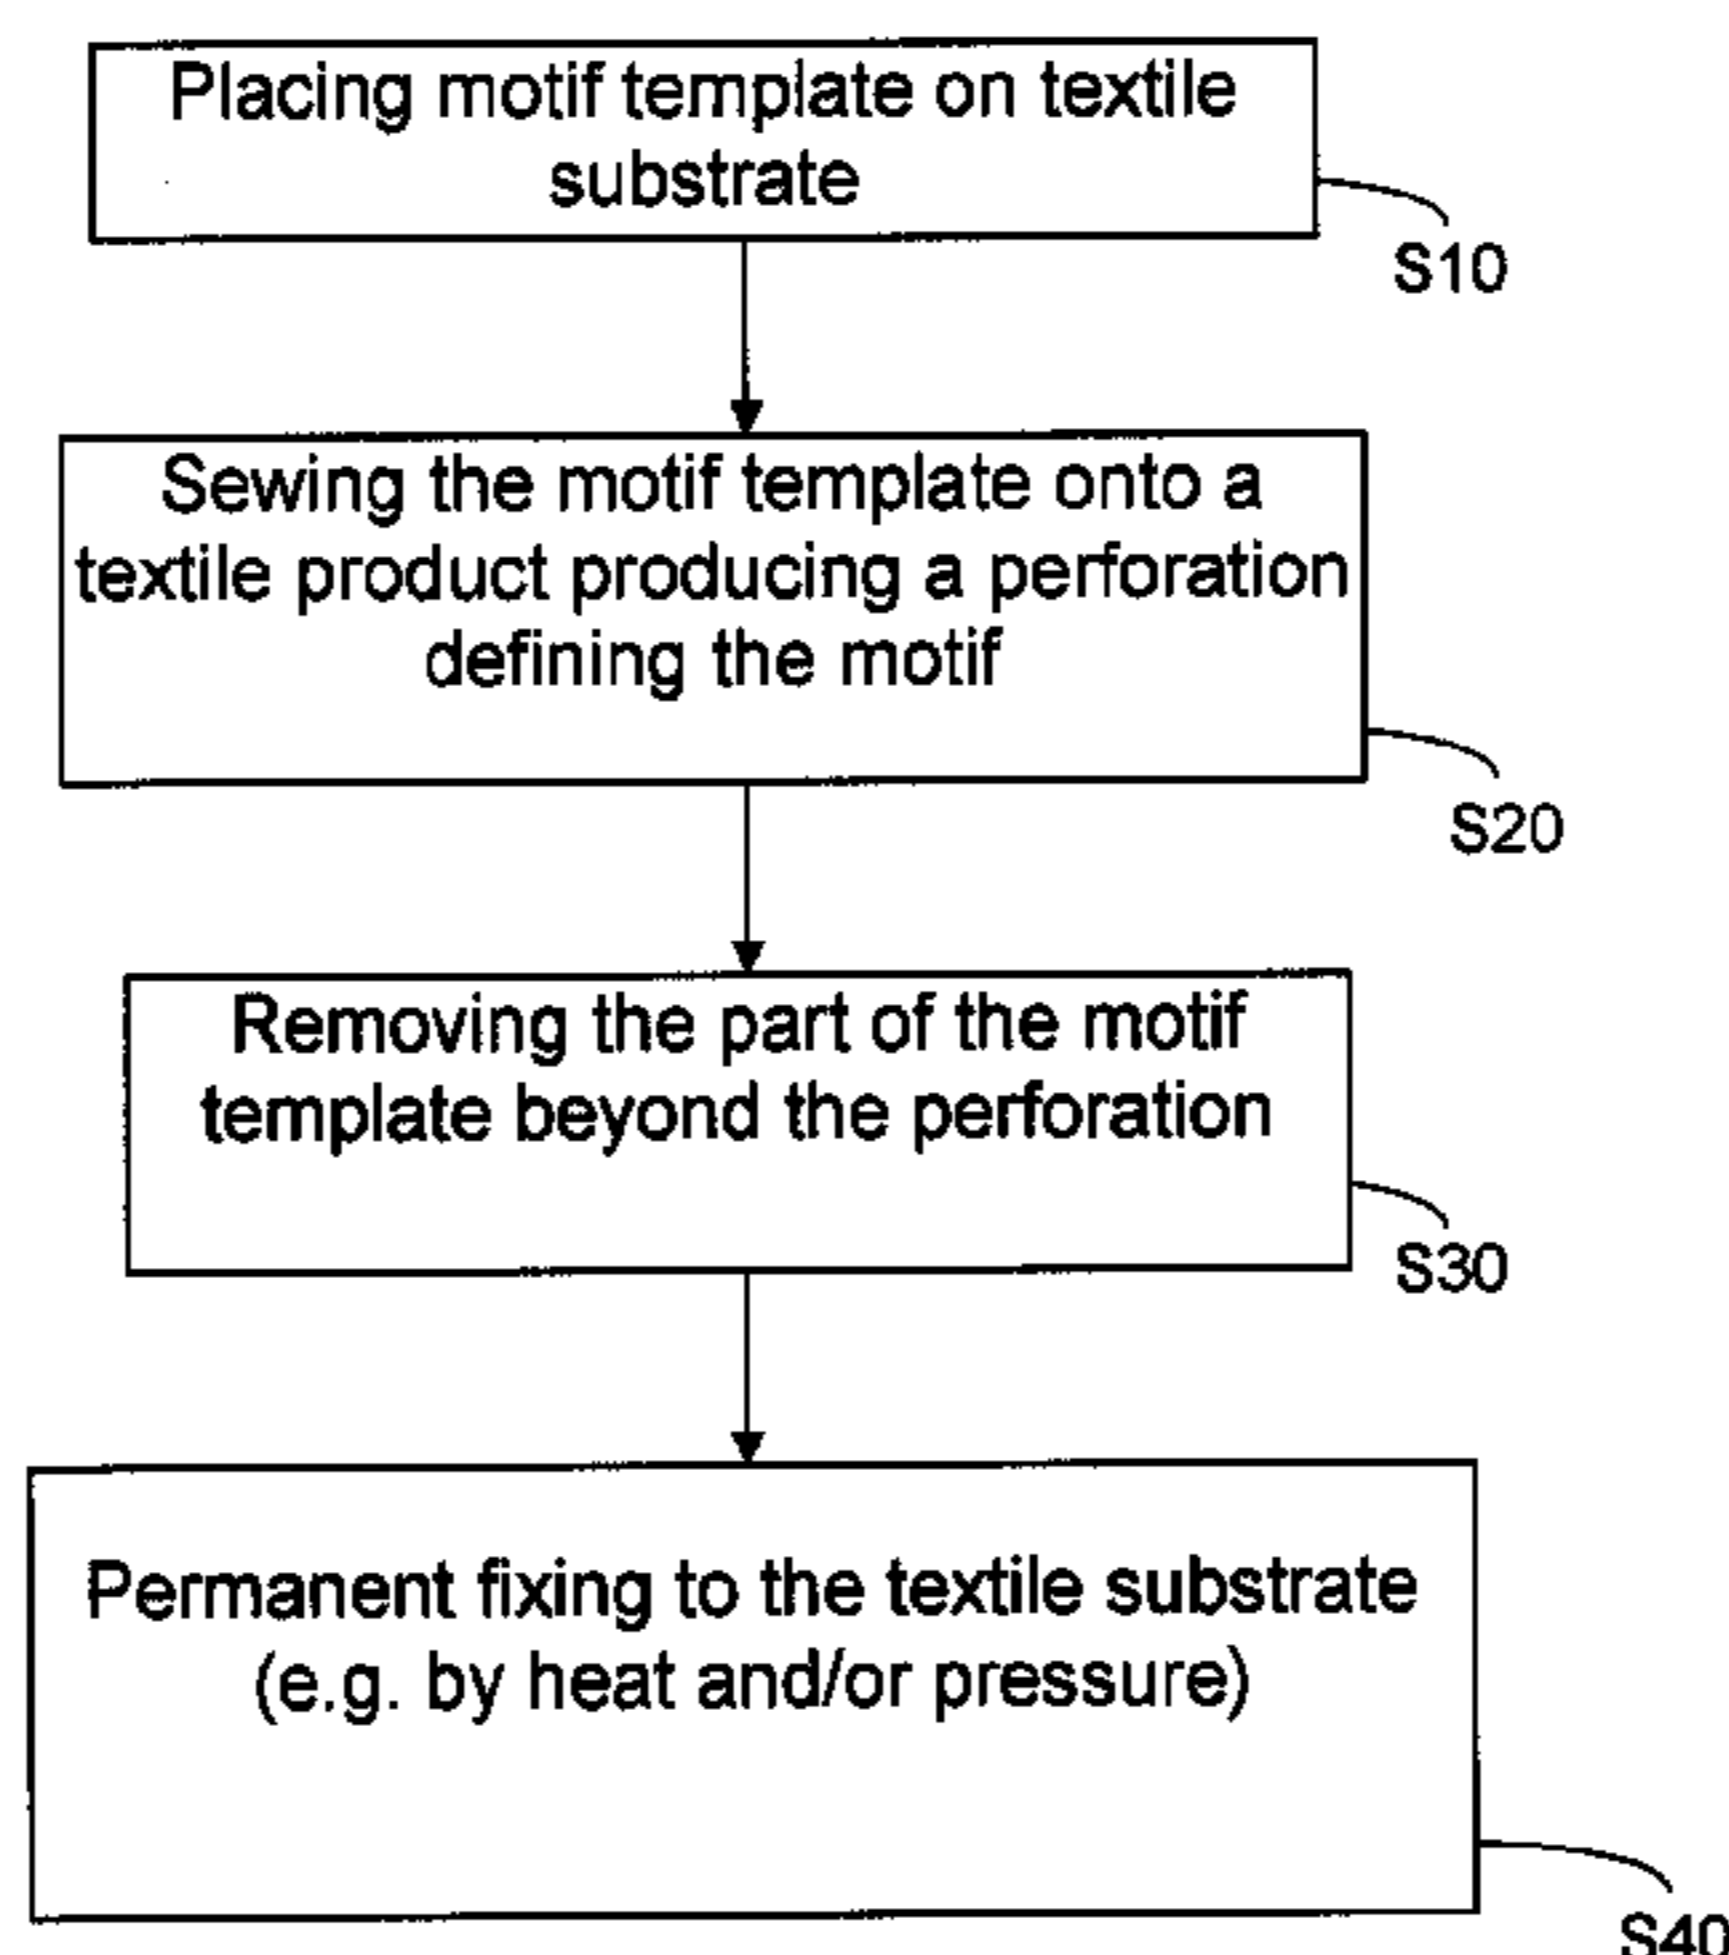 Placing motif template on textile
substrate
S10
Sewing the motif template onto a
textile product producing a perforation
defining the motif
S20
Removing the part of the motif
template beyond the perforation
S30
Permanent fixing to the textile substrate
(e.g. by heat and/or pressure)
S40